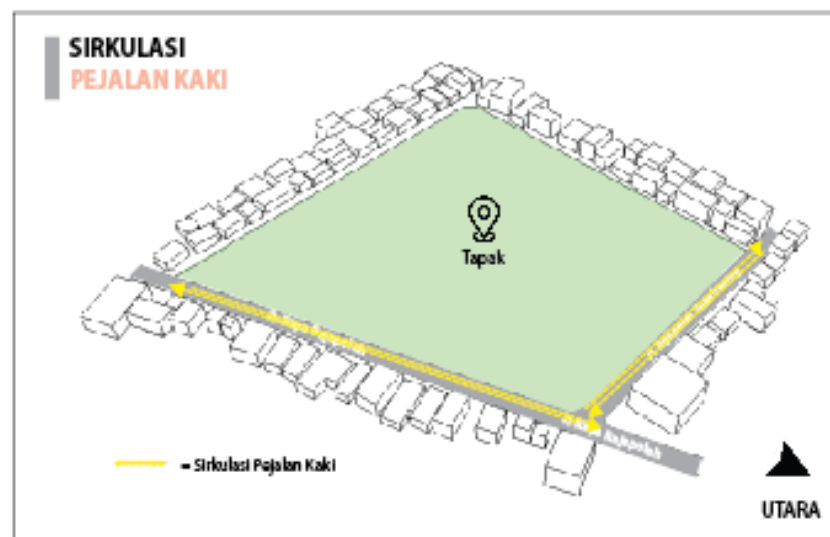 SIRKULASI
PEJALAN KAKI
Tapak
= Sirkulasi Pejalan Kaki
UTARA